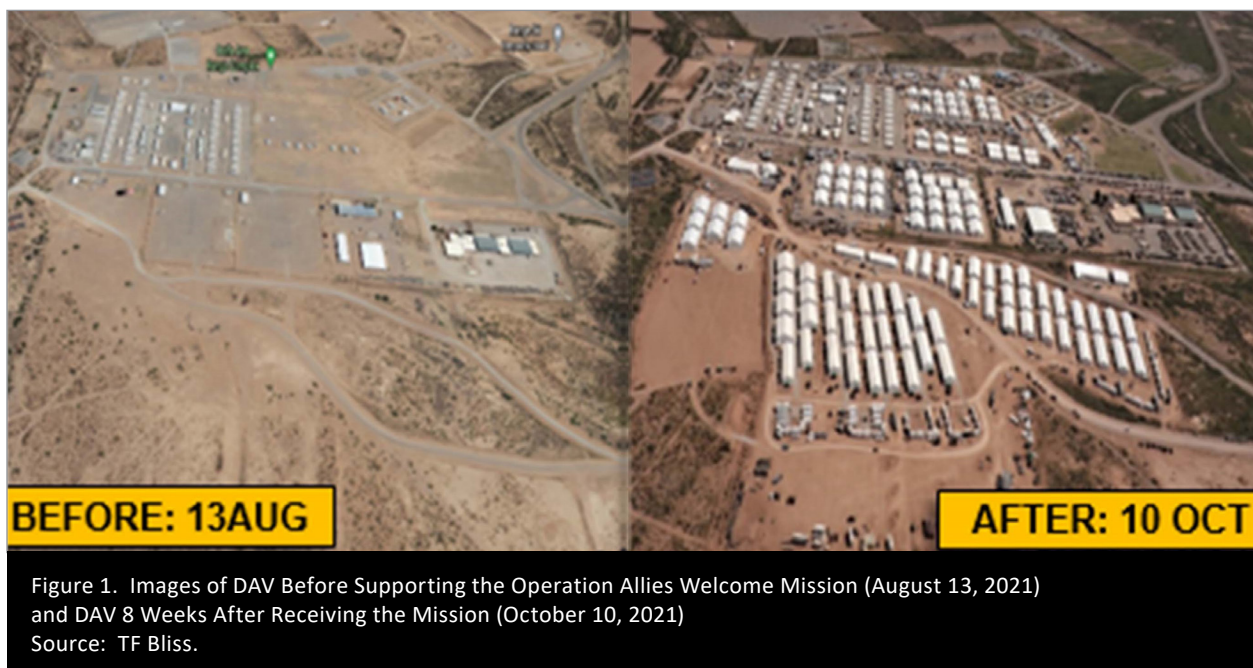 BEFORE: 13AUG
AFTER: 10 OCT
Figure 1.  Images of DAV Before Supporting the Operation Allies Welcome Mission (August 13, 2021)
and DAV 8 Weeks After Receiving the Mission (October 10, 2021)
Source:  TF Bliss.